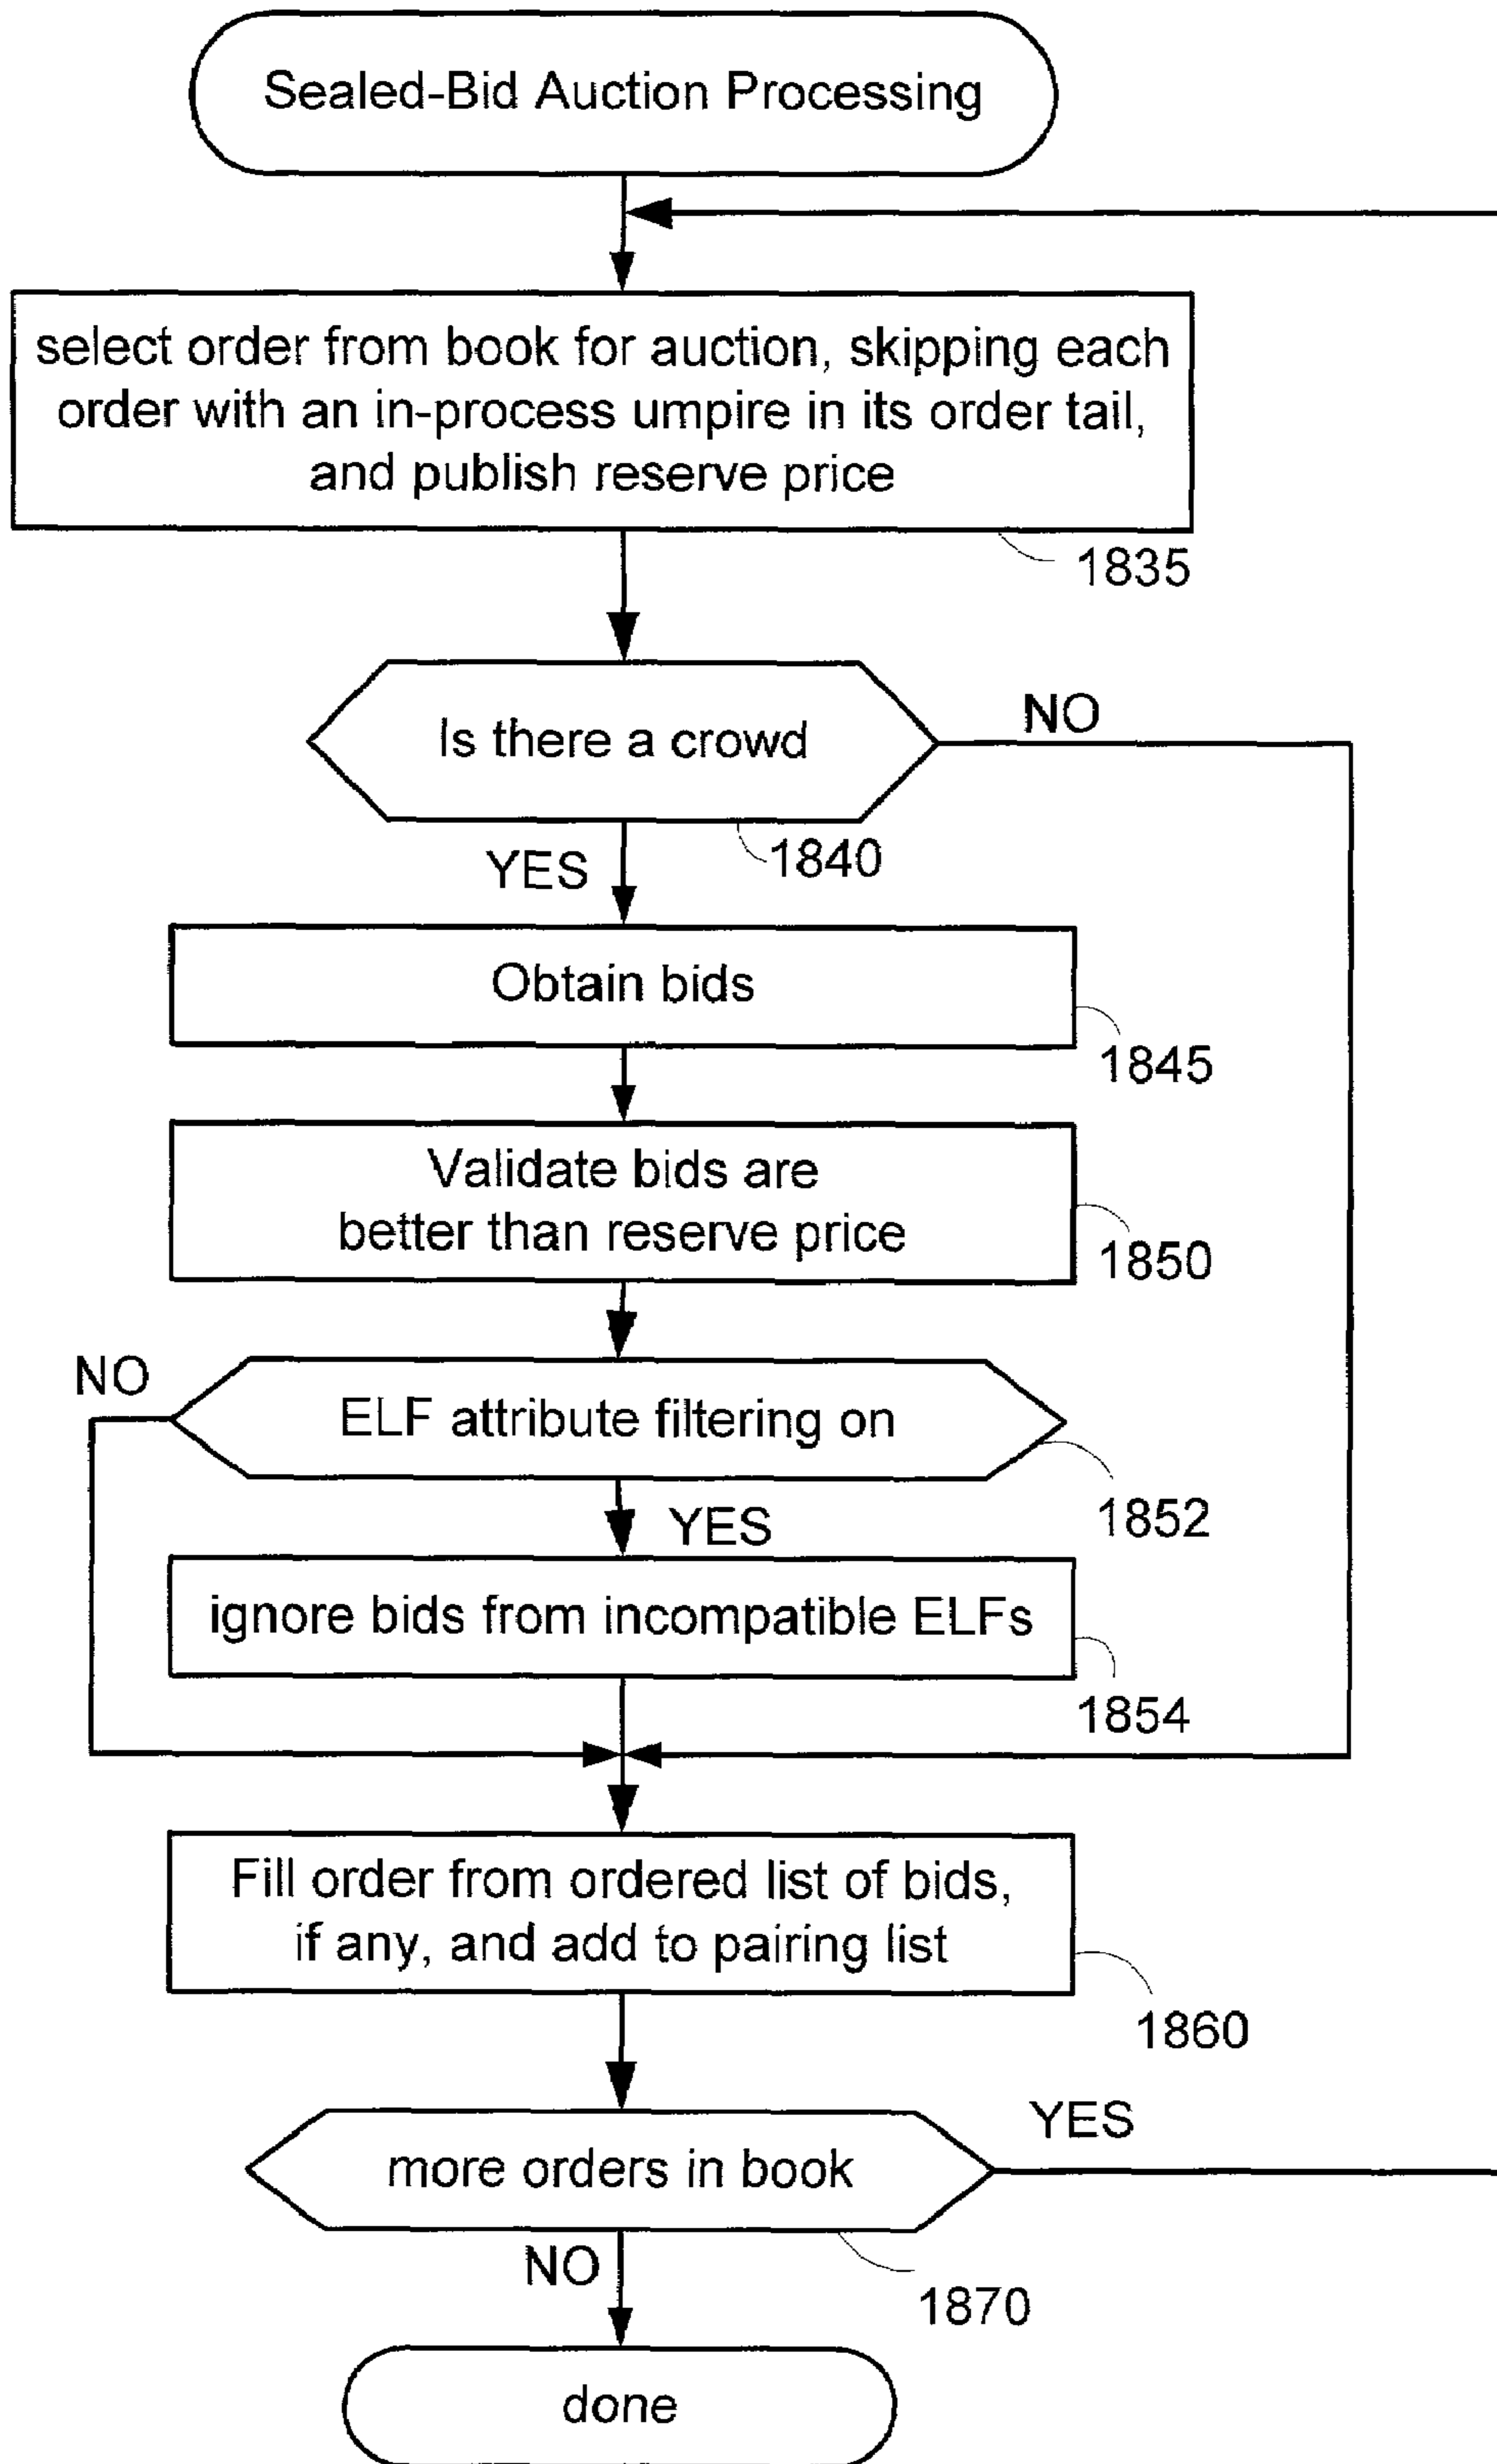 Sealed-Bid Auction Processing
select order from book for auction, skipping each
order with an in-process umpire in its order tail,
and publish reserve price
1835
Is there a crowd
NO
1840
YES
Obtain bids
1845
Validate bids are
better than reserve price
1850
NO
ELF attribute filtering on
1852
YES
ignore bids from incompatible ELFs
1854
Fill order from ordered list of bids,
if any, and add to pairing list
1860
YES
more orders in book
NO
1870
done